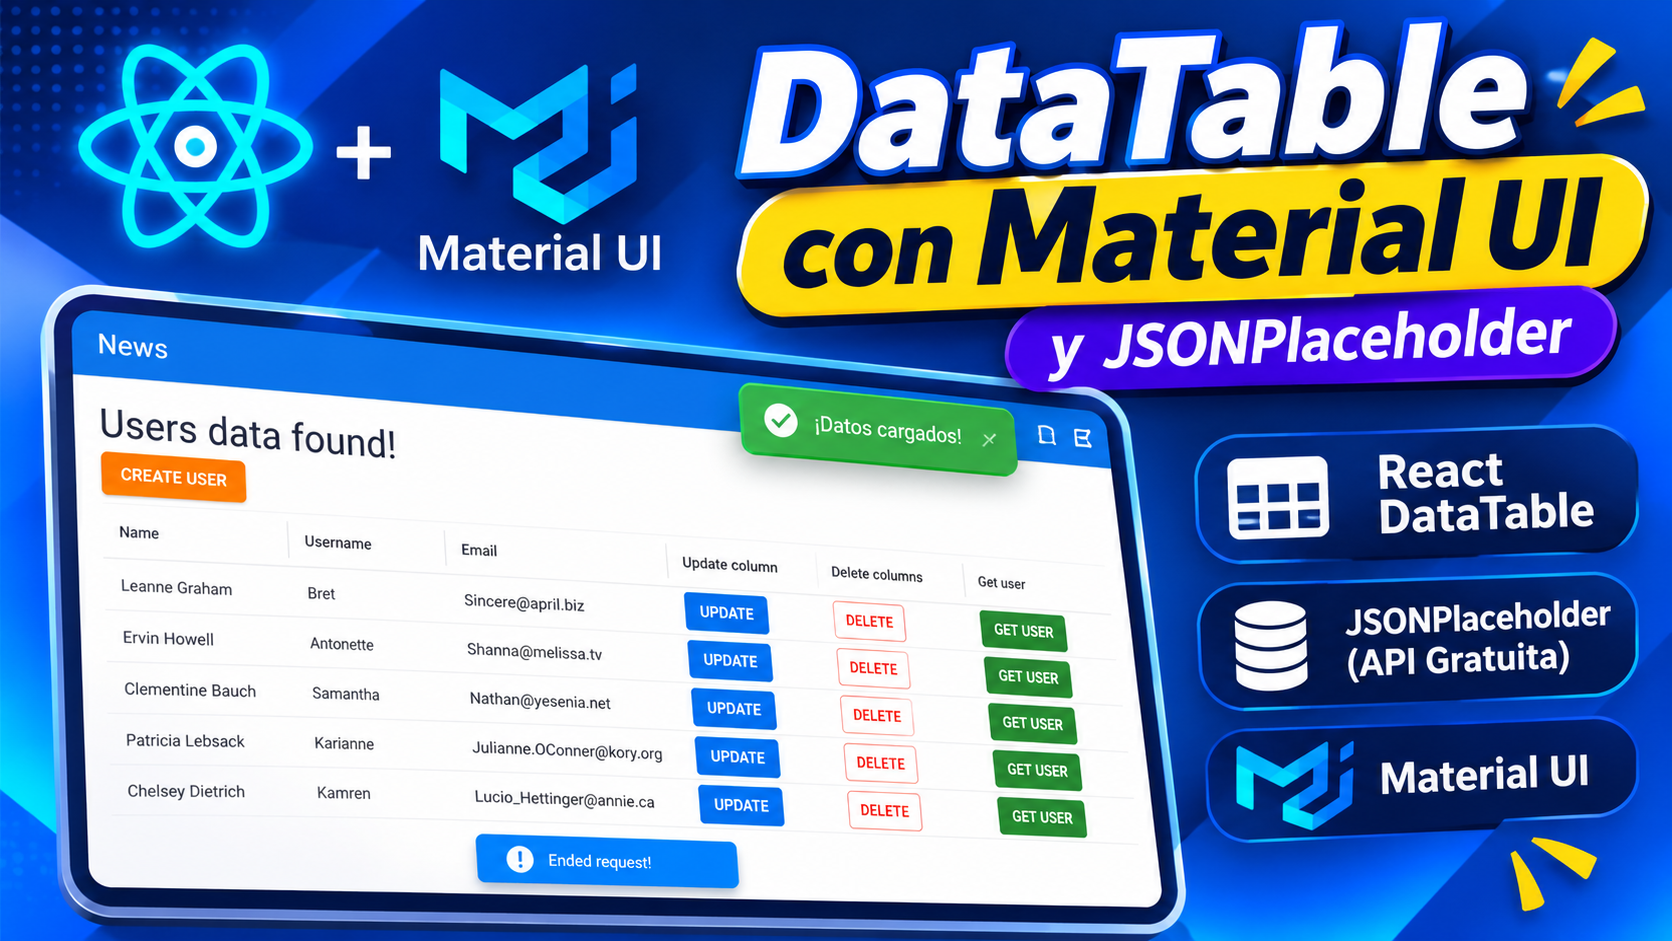 Material UI
DataTable
con Material UI
y JSONPlaceholder
News
¡Datos cargados!
Users data found!
CREATE USER
Name Username Email Update column Delete columns Get user
Leanne Graham Bret Sincere@april.biz UPDATE DELETE GET USER
Ervin Howell Antonette Shanna@melissa.tv UPDATE DELETE GET USER
Clementine Bauch Samantha Nathan@yesenia.net UPDATE DELETE GET USER
Patricia Lebsack Karianne Julianne.OConner@kory.org UPDATE DELETE GET USER
Chelsey Dietrich Kamren Lucio_Hettinger@annie.ca UPDATE DELETE GET USER
Ended request!
React
DataTable
JSONPlaceholder
(API Gratuita)
Material UI